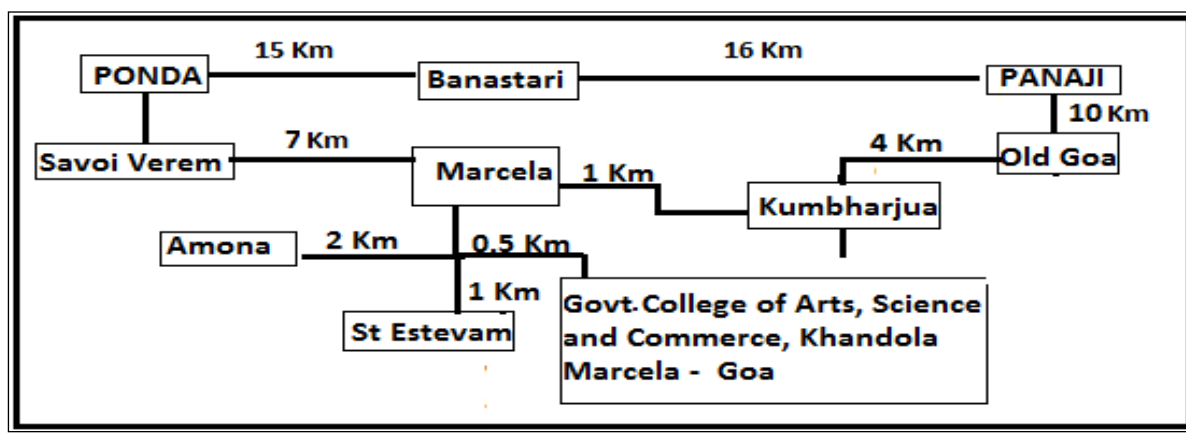 15 Km
16 Km
PONDA
Banastari
PANAJI
10 Km
Savoi Verem
7 Km
Marcela
1 Km
4 Km
Old Goa
Kumbharjua
Amona
2 Km
0.5 Km
1 Km
St Estevam
Govt.College of Arts, Science
and Commerce, Khandola
Marcela - Goa